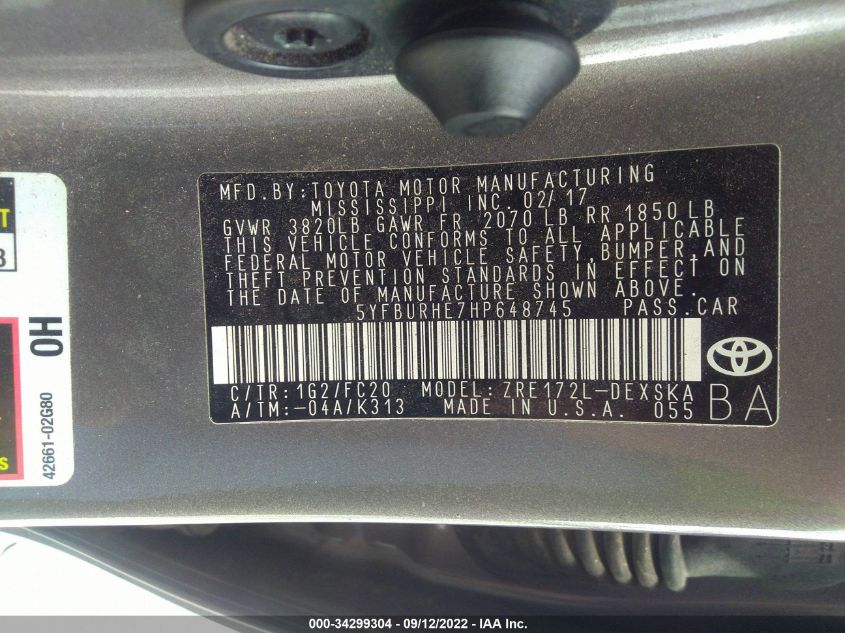 MFD. BY: TOYOTA MOTOR MANUFACTURING
MISSISSIPPI INC. 02/17
GVWR 3820LB GAWR FR 2070 LB RR 1850 LB
THIS VEHICLE CONFORMS TO ALL APPLICABLE
FEDERAL MOTOR VEHICLE SAFETY, BUMPER, AND
THEFT PREVENTION STANDARDS IN EFFECT ON
THE DATE OF MANUFACTURE SHOWN ABOVE.
5YFBURHE7HP648745 PASS. CAR
C/TR: 1G2/FC20 MODEL: ZRE172L-DEXSKA
A/TM: -04A/K313 MADE IN U.S.A. 055
BA
T
3
S
0H
42661-02G80
000-34299304 / 09/12/2022 / IAA Inc.